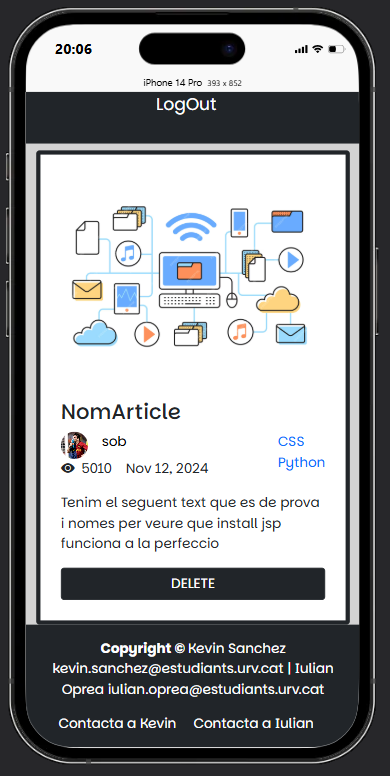 20:06
iPhone 14 Pro 393 x 852
LogOut
NomArticle
sob
CSS
5010 Nov 12, 2024
Python
Tenim el seguent text que es de prova
i nomes per veure que install jsp
funciona a la perfeccio
DELETE
Copyright © Kevin Sanchez
kevin.sanchez@estudiants.urv.cat | Iulian
Oprea iulian.oprea@estudiants.urv.cat
Contacta a Kevin Contacta a Iulian